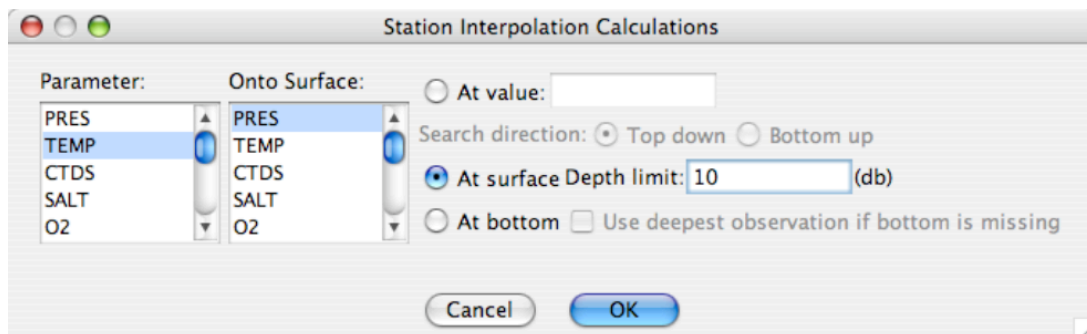 Station Interpolation Calculations
Parameter:
PRES
TEMP
CTDS
SALT
O2
Onto Surface:
PRES
TEMP
CTDS
SALT
O2
At value:
Search direction: Top down Bottom up
At surface Depth limit: 10 (db)
At bottom Use deepest observation if bottom is missing
Cancel OK